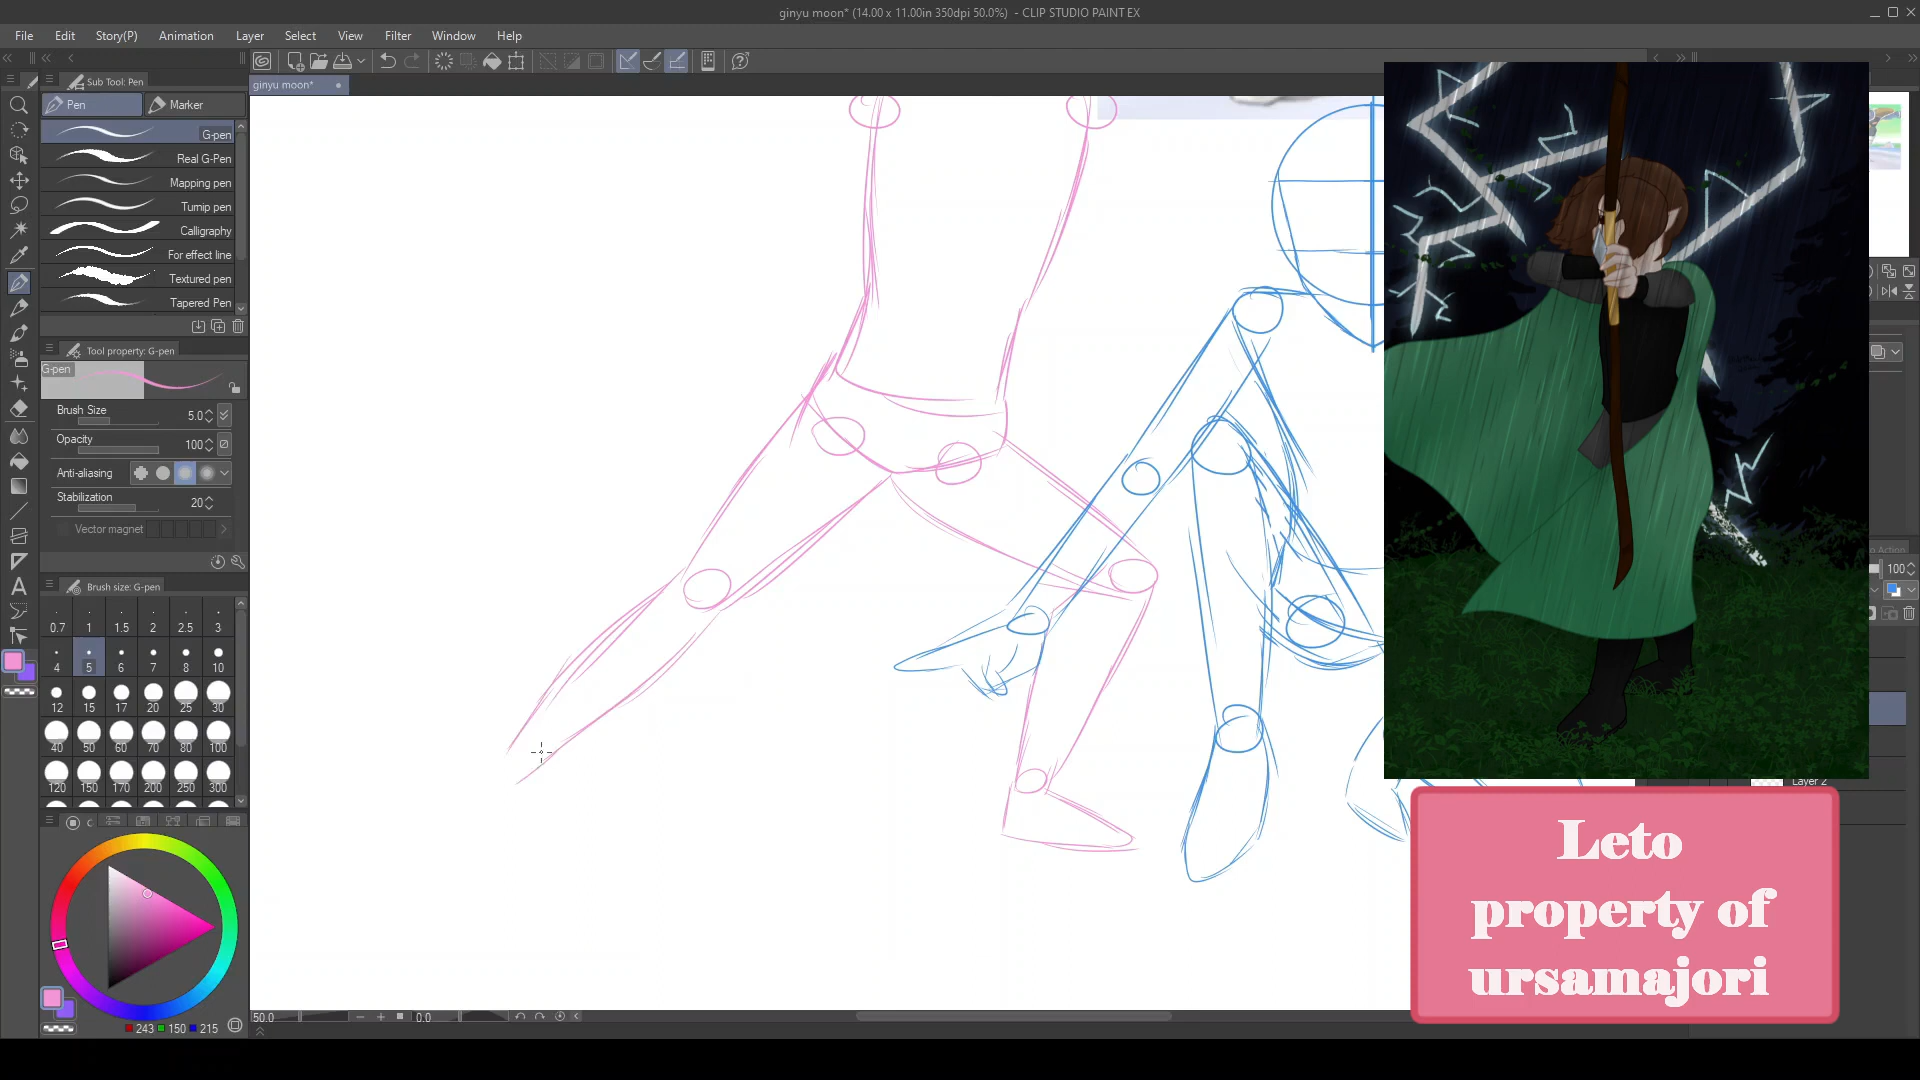 ginyu moon* (14.00 x 11.00in 350dpi 50.0%) - CLIP STUDIO PAINT EX
File Edit Story(P) Animation Layer Select View Filter Window Help
Sub Tool: Pen
ginyu moon*
Pen Marker
G-pen
Real G-Pen
Mapping pen
Turnip pen
Calligraphy
For effect line
Textured pen
Tapered Pen
Tool property: G-pen
G-pen
Brush Size 5.0
Opacity 100
Anti-aliasing
Stabilization 20
Vector magnet
Brush size: G-pen
0.7 1 1.5 2 2.5 3
4 5 6 7 8 10
12 15 17 20 25 30
40 50 60 70 80 100
120 150 170 200 250 300
243 150 215
50.0 0.0
Action
100
Layer 2
Leto
property of
ursamajori